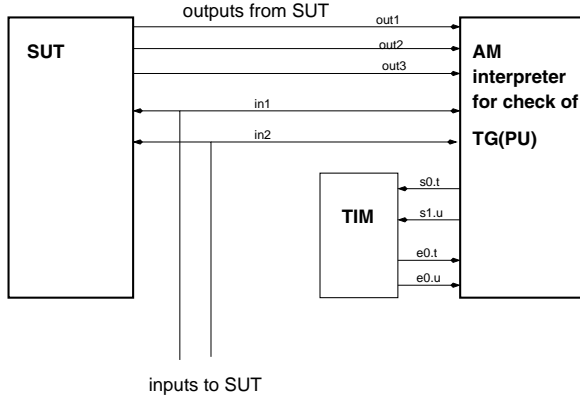 outputs from SUT
SUT
out1
out2
out3
in1
in2
AM
interpreter
for check of
TG(PU)
TIM
s0.t
s1.u
e0.t
e0.u
inputs to SUT